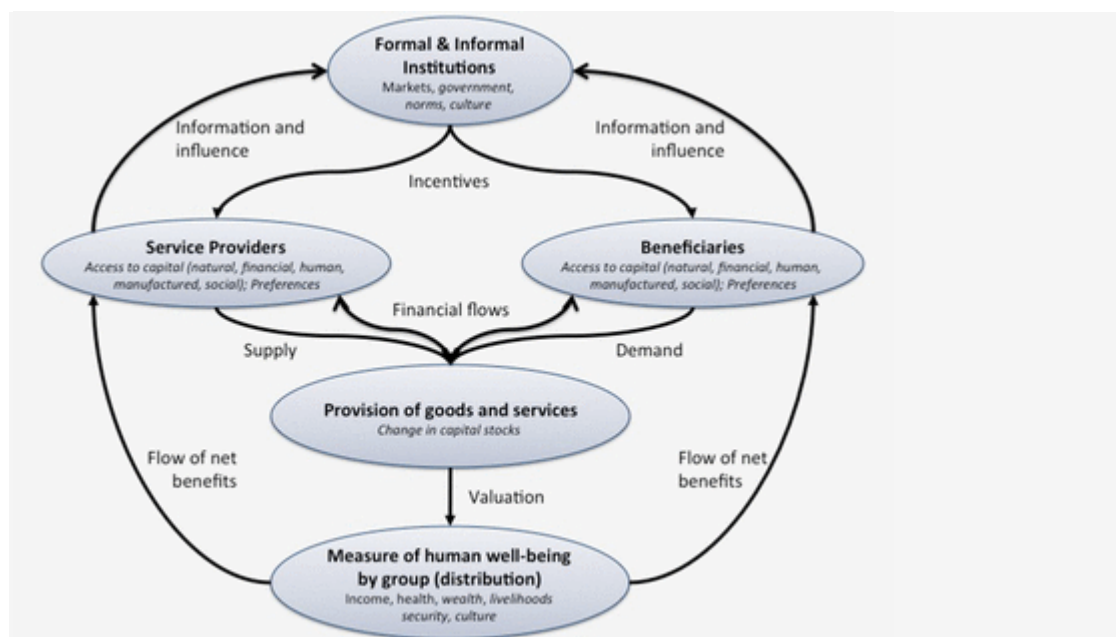 Formal & Informal
Institutions
Markets, government,
norms, culture
Information and
influence
Information and
influence
Incentives
Service Providers
Access to capital (natural, financial, human,
manufactured, social); Preferences
Beneficiaries
Access to capital (natural, financial, human,
manufactured, social); Preferences
Financial flows
Supply
Demand
Provision of goods and services
Change in capital stocks
Flow of net
benefits
Flow of net
benefits
Valuation
Measure of human well-being
by group (distribution)
Income, health, wealth, livelihoods
security, culture